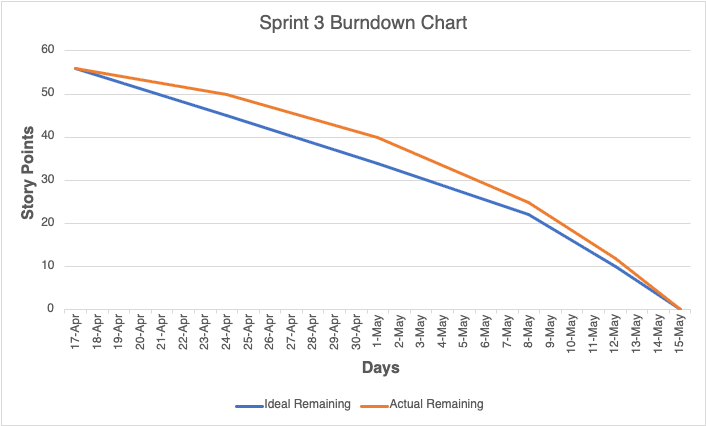 Sprint 3 Burndown Chart
60
50
40
30
20
10
0
Story Points
17-Apr
18-Apr
19-Apr
20-Apr
21-Apr
22-Apr
23-Apr
24-Apr
25-Apr
26-Apr
27-Apr
28-Apr
29-Apr
30-Apr
1-May
2-May
3-May
4-May
5-May
6-May
7-May
8-May
9-May
10-May
11-May
12-May
13-May
14-May
15-May
Days
Ideal Remaining
Actual Remaining